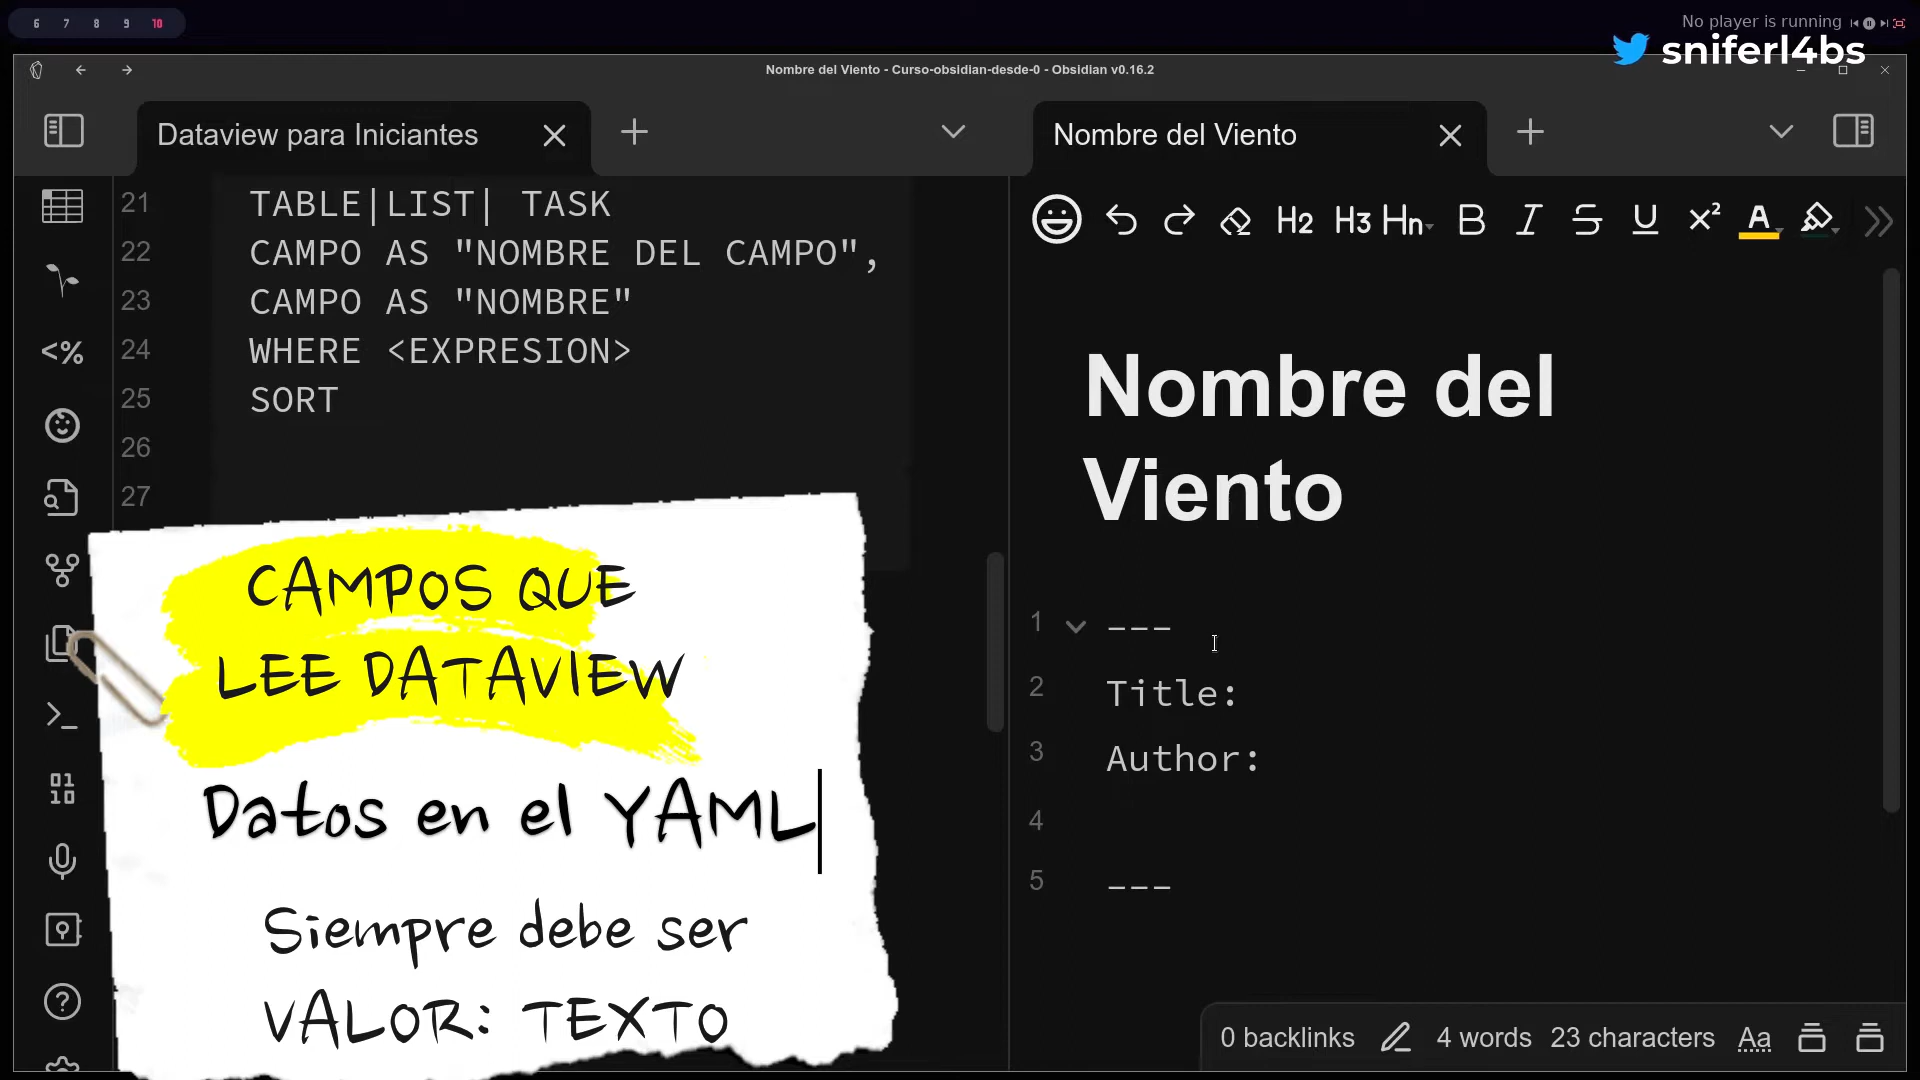 6 7 8 9 10
No player is running
sniferl4bs
Nombre del Viento - Curso-obsidian-desde-0 - Obsidian v0.16.2
Dataview para Iniciantes
Nombre del Viento
21 TABLE|LIST| TASK
22 CAMPO AS "NOMBRE DEL CAMPO",
23 CAMPO AS "NOMBRE"
24 WHERE <EXPRESION>
25 SORT
26
27
<%
CAMPOS QUE
LEE DATAVIEW
Datos en el YAML
Siempre debe ser
VALOR: TEXTO
H2 H3 Hn B I S U X² A
Nombre del
Viento
1 ---
2 Title:
3 Author:
4
5 ---
0 backlinks 4 words 23 characters Aa